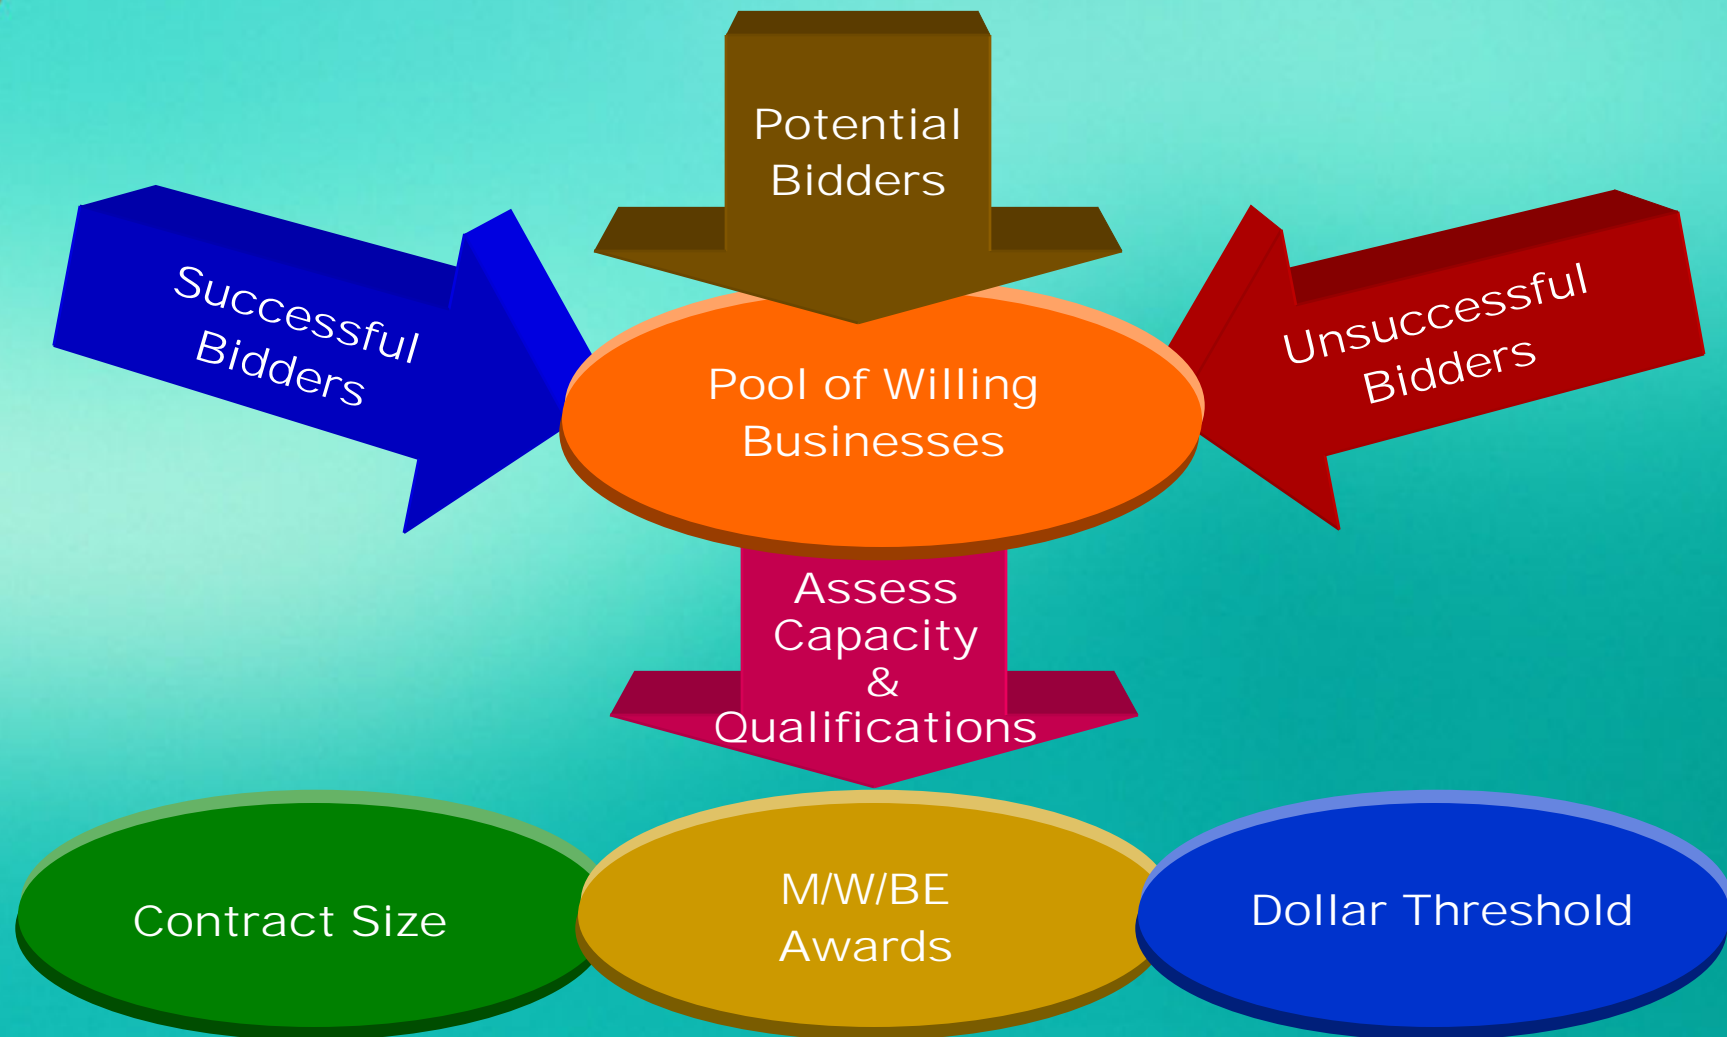 Potential
Bidders
Successful
Bidders
Unsuccessful
Bidders
Pool of Willing
Businesses
Assess
Capacity
&
Qualifications
Contract Size
M/W/BE
Awards
Dollar Threshold